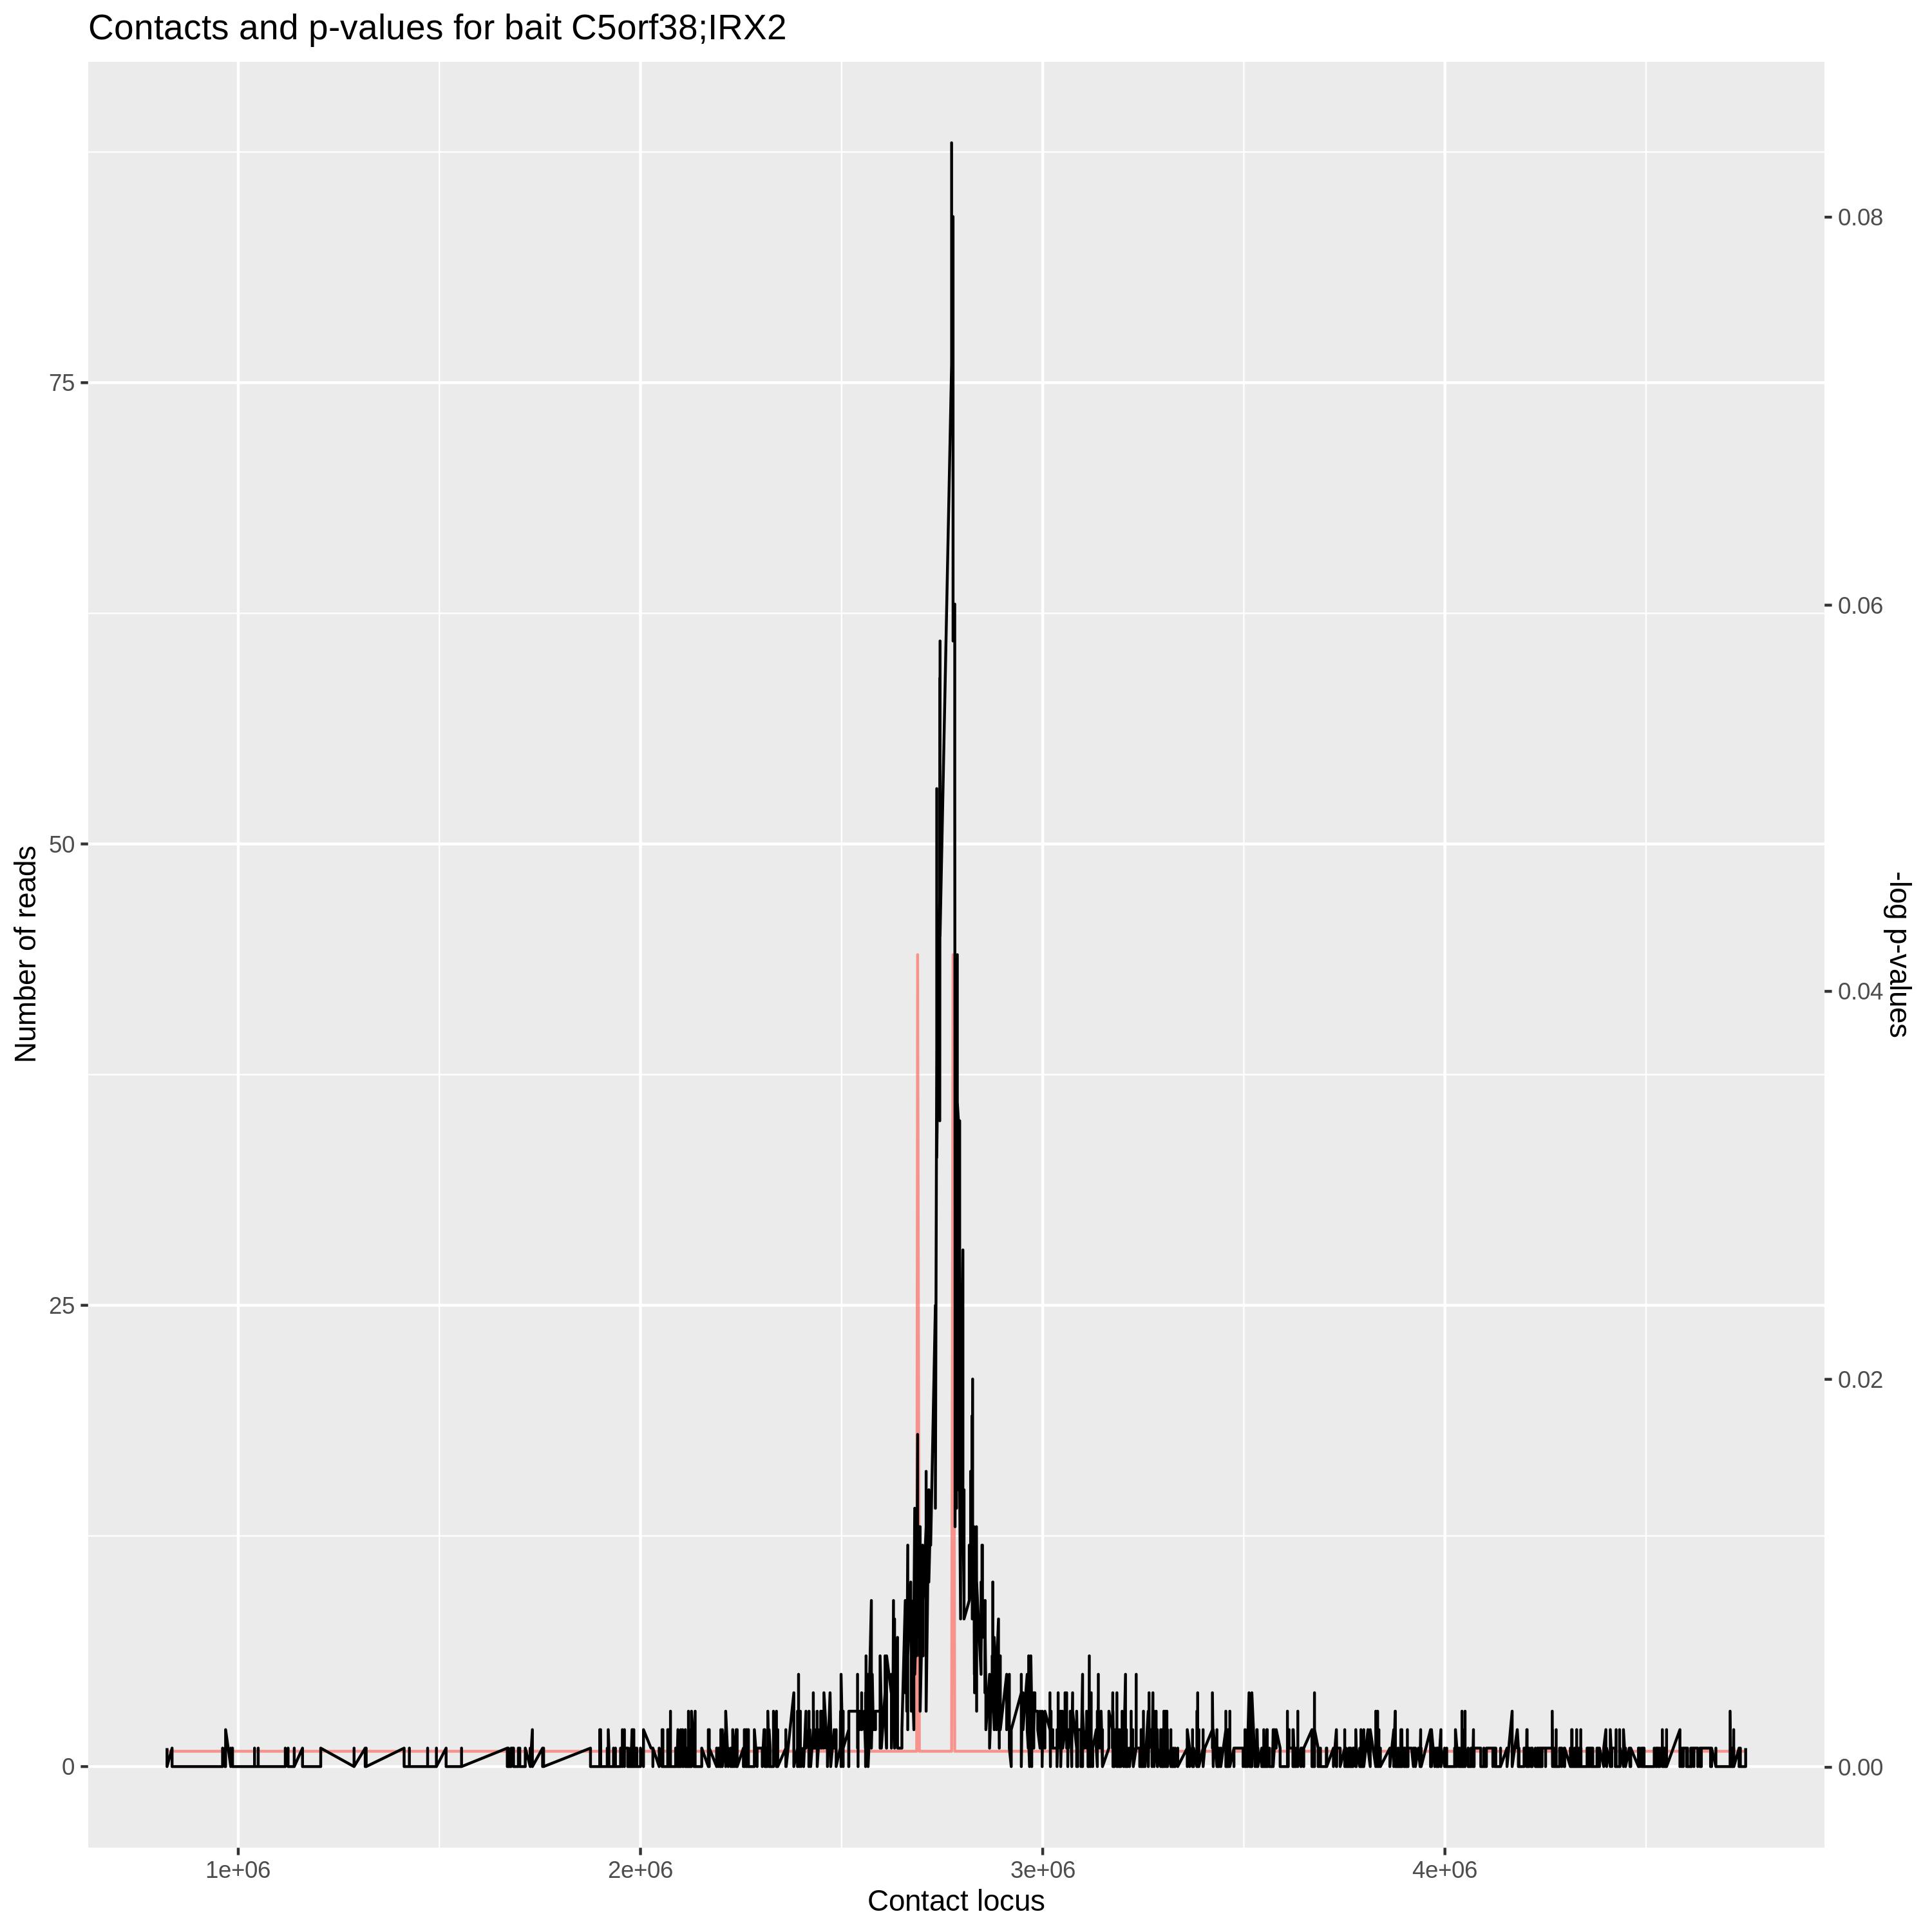 Contacts and p-values for bait C5orf38;IRX2
Number of reads
75
50
25
0
0.08
0.06
0.04
0.02
0.00
-log p-values
1e+06 2e+06 3e+06 4e+06
Contact locus